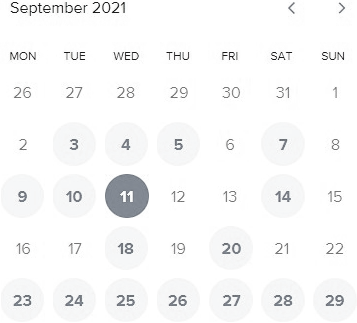 September 2021
MON TUE WED THU FRI SAT SUN
26 27 28 29 30 31 1
2 3 4 5 6 7 8
9 10 11 12 13 14 15
16 17 18 19 20 21 22
23 24 25 26 27 28 29